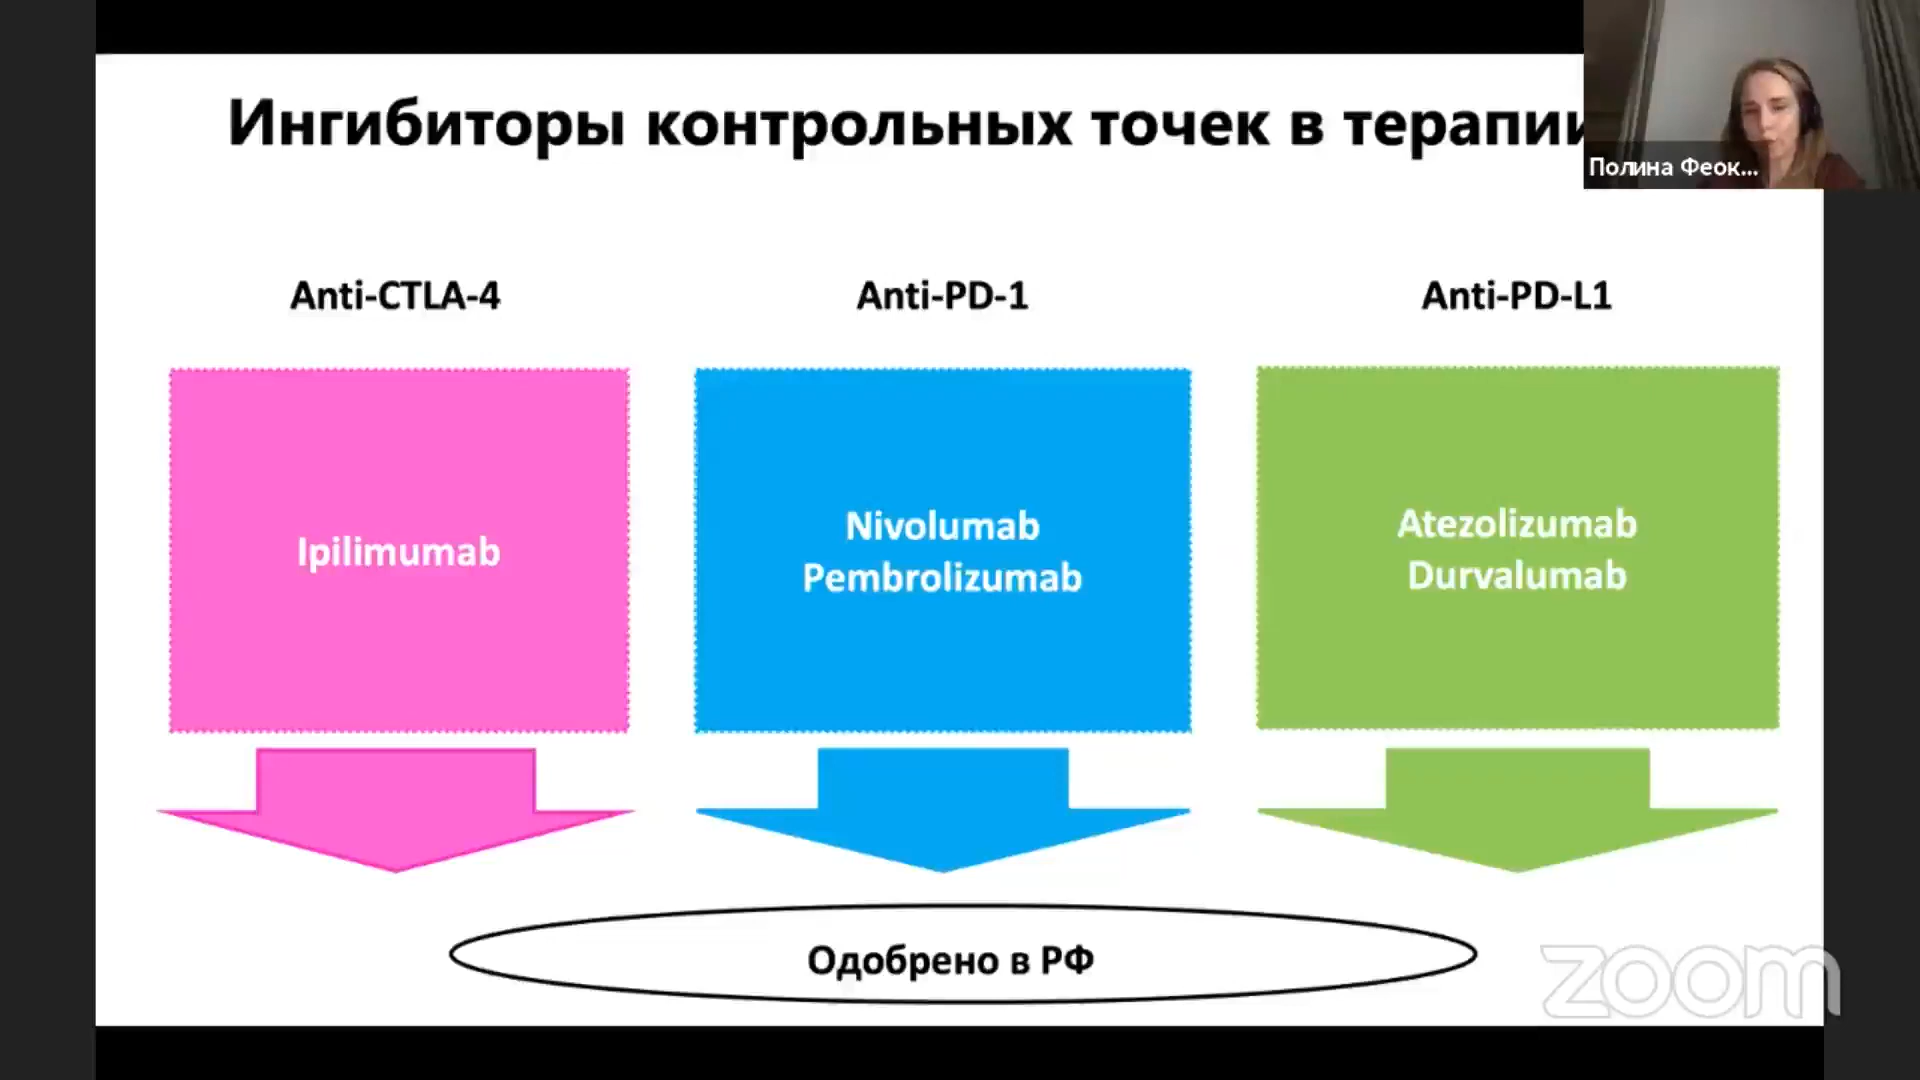 Ингибиторы контрольных точек в терапии
Полина Феок...
Anti-CTLA-4
Anti-PD-1
Anti-PD-L1
Ipilimumab
Nivolumab
Pembrolizumab
Atezolizumab
Durvalumab
Одобрено в РФ
zoom